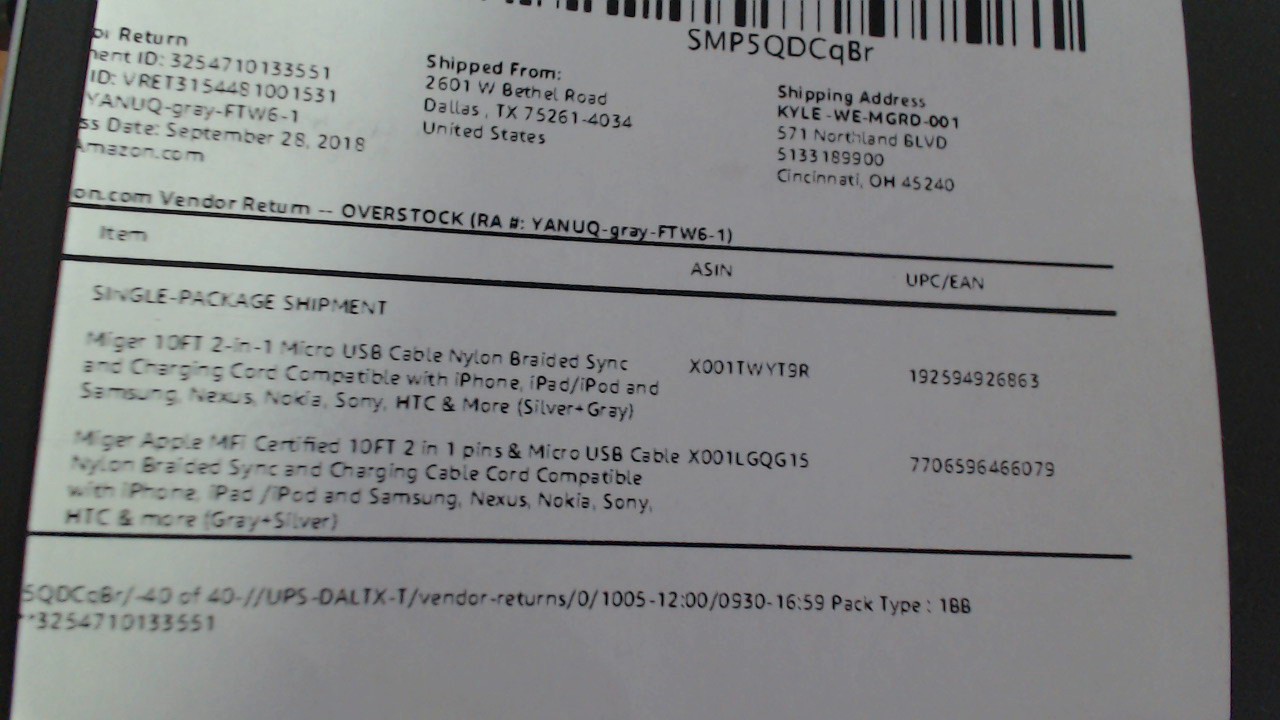 SMP5QDCqBr
or Return
ment ID: 3254710133551
ID: VRET3154481001531
YANUQ-gray-FTW6-1
ss Date: September 28, 2018
Amazon.com
Shipped From:
2601 W Bethel Road
Dallas , TX 75261-4034
United States
Shipping Address
KYLE-WE-MGRD-001
571 Northland BLVD
5133189900
Cincinnati, OH 45240
on.com Vendor Return -- OVERSTOCK (RA #: YANUQ-gray-FTW6-1)
Item ASIN UPC/EAN
SINGLE-PACKAGE SHIPMENT
Miger 10FT 2-in-1 Micro USB Cable Nylon Braided Sync X001TWYT9R 192594926863
and Charging Cord Compatible with iPhone, iPad/iPod and
Samsung, Nexus, Nokia, Sony, HTC & More (Silver+Gray)
Miger Apple MFi Certified 10FT 2 in 1 pins & Micro USB Cable X001LGQG1S 7706596466079
Nylon Braided Sync and Charging Cable Cord Compatible
with iPhone, iPad /iPod and Samsung, Nexus, Nokia, Sony,
HTC & more (Gray+Silver)
5QDCqBr/-40 of 40-//UPS-DALTX-T/vendor-returns/0/1005-12:00/0930-16:59 Pack Type : 1BB
**3254710133551